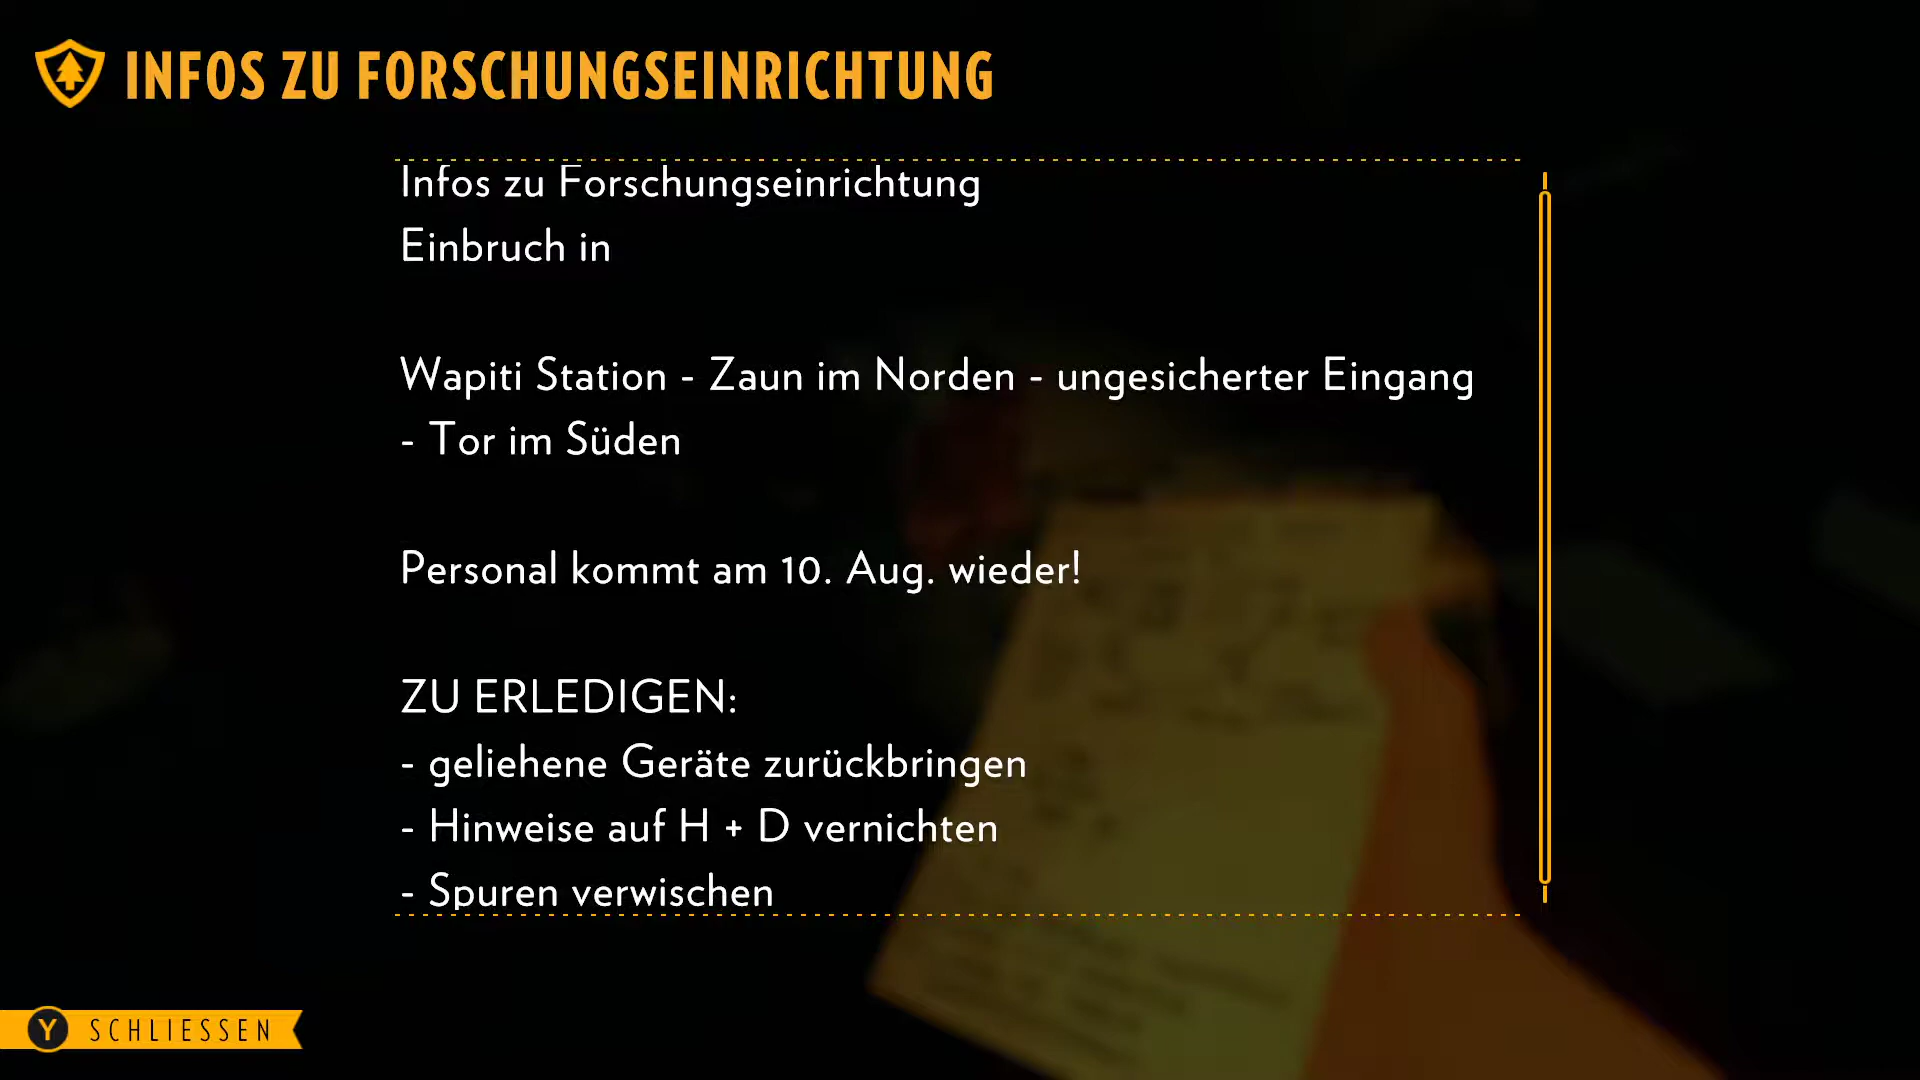 INFOS ZU FORSCHUNGSEINRICHTUNG
Infos zu Forschungseinrichtung
Einbruch in
Wapiti Station - Zaun im Norden - ungesicherter Eingang
- Tor im Süden
Personal kommt am 10. Aug. wieder!
ZU ERLEDIGEN:
- geliehene Geräte zurückbringen
- Hinweise auf H + D vernichten
- Spuren verwischen
Y SCHLIESSEN